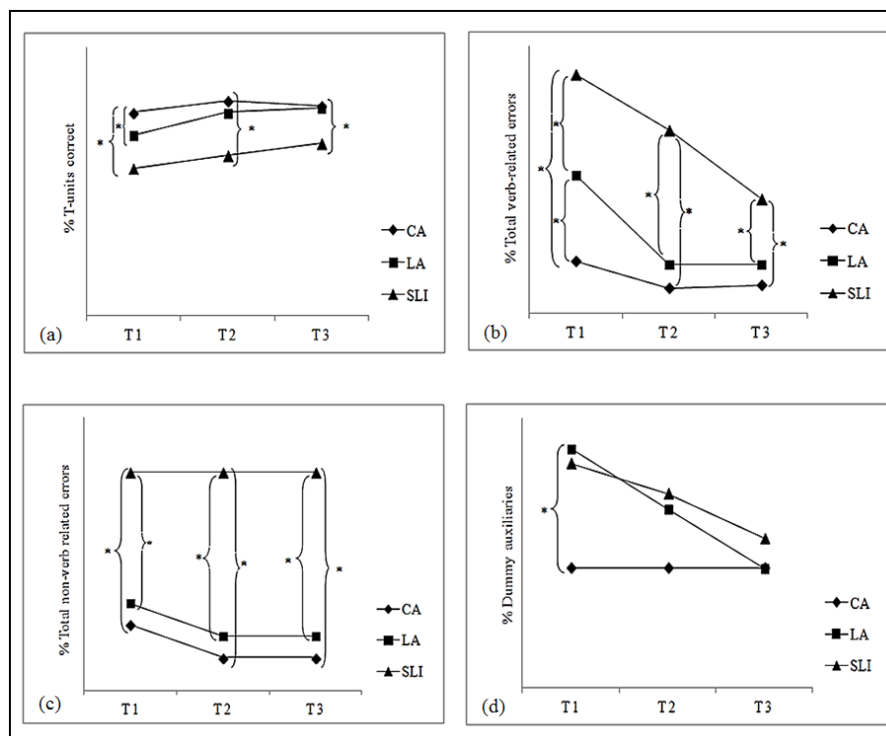 % T-units correct
*
*
*
*
CA
LA
SLI
(a)
T1
T2
T3
% Total verb-related errors
*
*
*
*
*
*
*
CA
LA
SLI
(b)
T1
T2
T3
% Total non-verb related errors
*
*
*
*
*
*
CA
LA
SLI
(c)
T1
T2
T3
% Dummy auxiliaries
*
CA
LA
SLI
(d)
T1
T2
T3